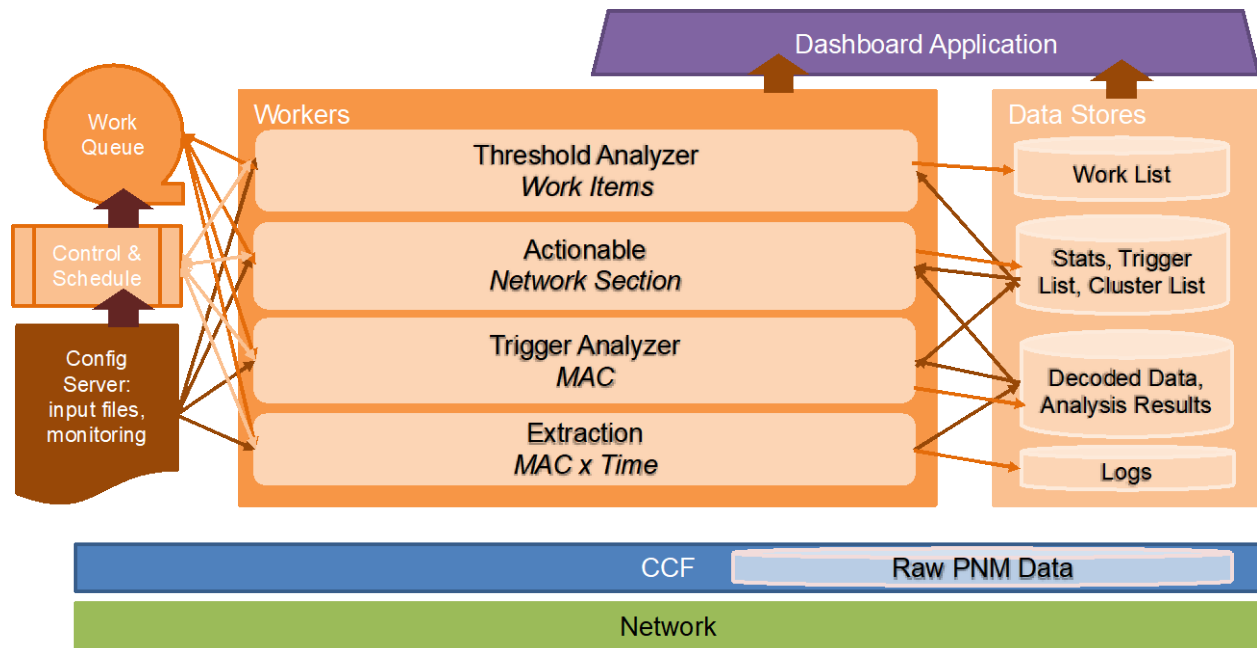 Dashboard Application
Work
Queue
Control &
Schedule
Config
Server:
input files,
monitoring
Workers
Threshold Analyzer
Work Items
Actionable
Network Section
Trigger Analyzer
MAC
Extraction
MAC x Time
Data Stores
Work List
Stats, Trigger
List, Cluster List
Decoded Data,
Analysis Results
Logs
CCF
Raw PNM Data
Network